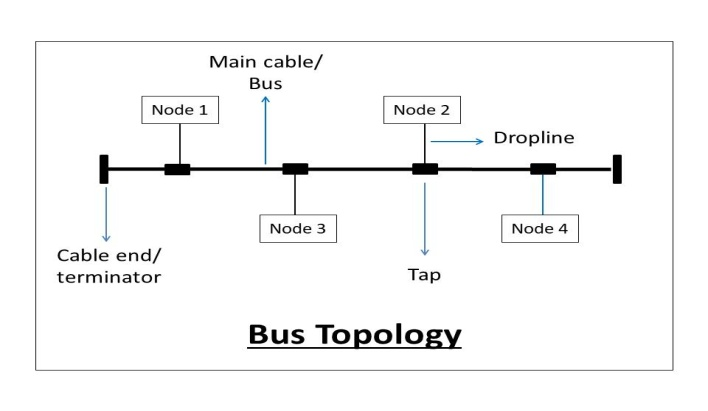 Main cable/
Bus
Node 1
Node 2
Dropline
Node 3
Node 4
Cable end/
terminator
Tap
Bus Topology